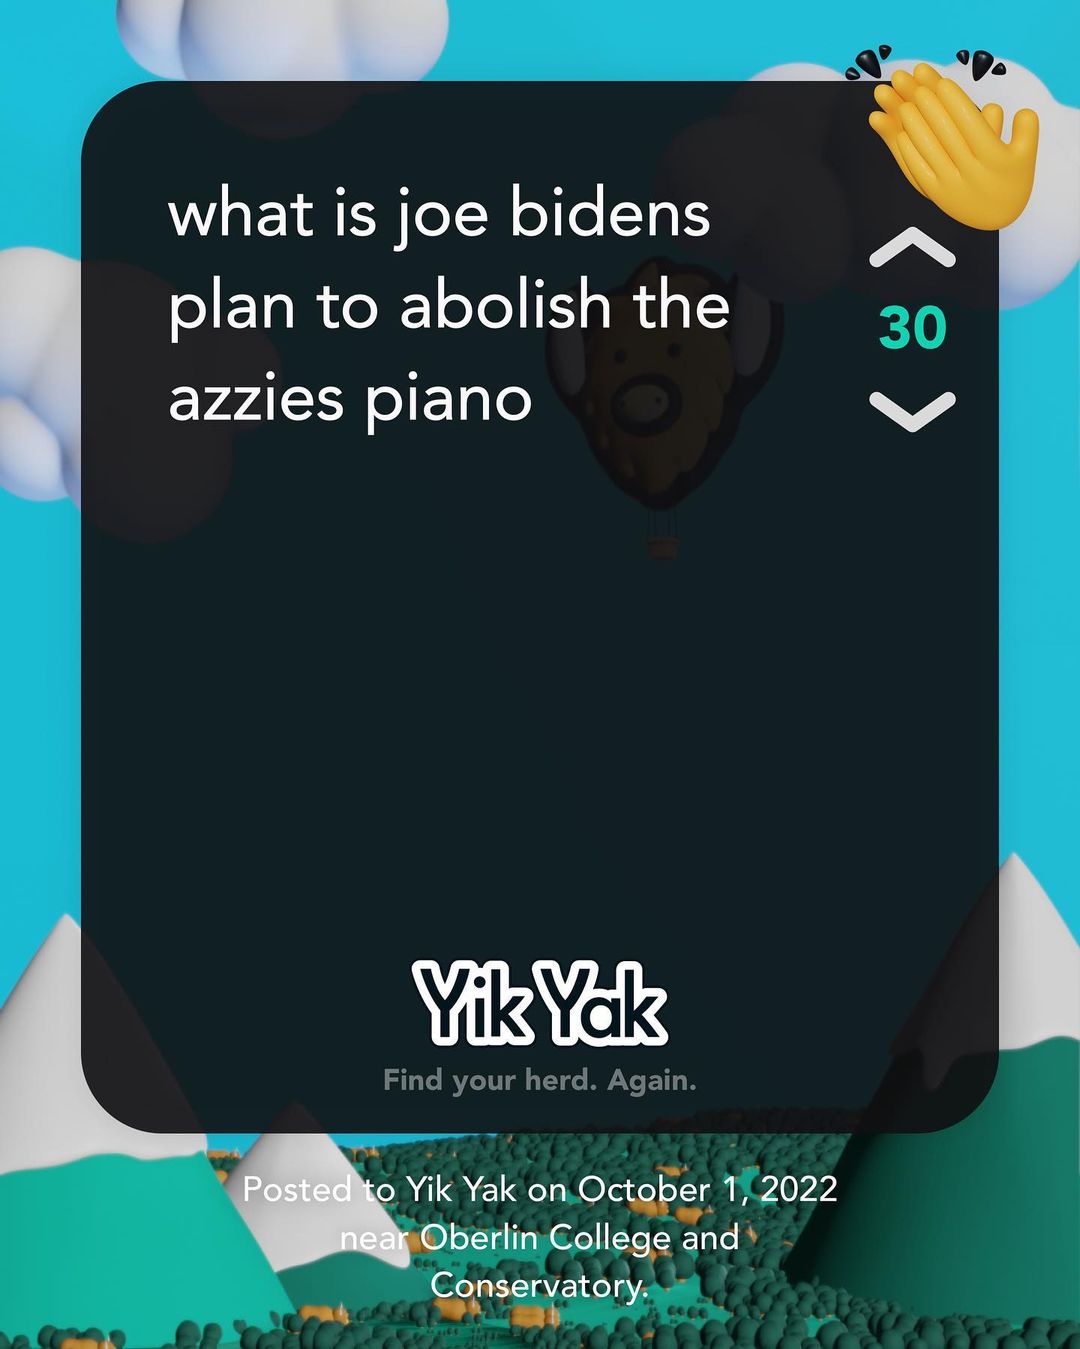 what is joe bidens
plan to abolish the
azzies piano
30
Yik Yak
Find your herd. Again.
Posted to Yik Yak on October 1, 2022
near Oberlin College and
Conservatory.